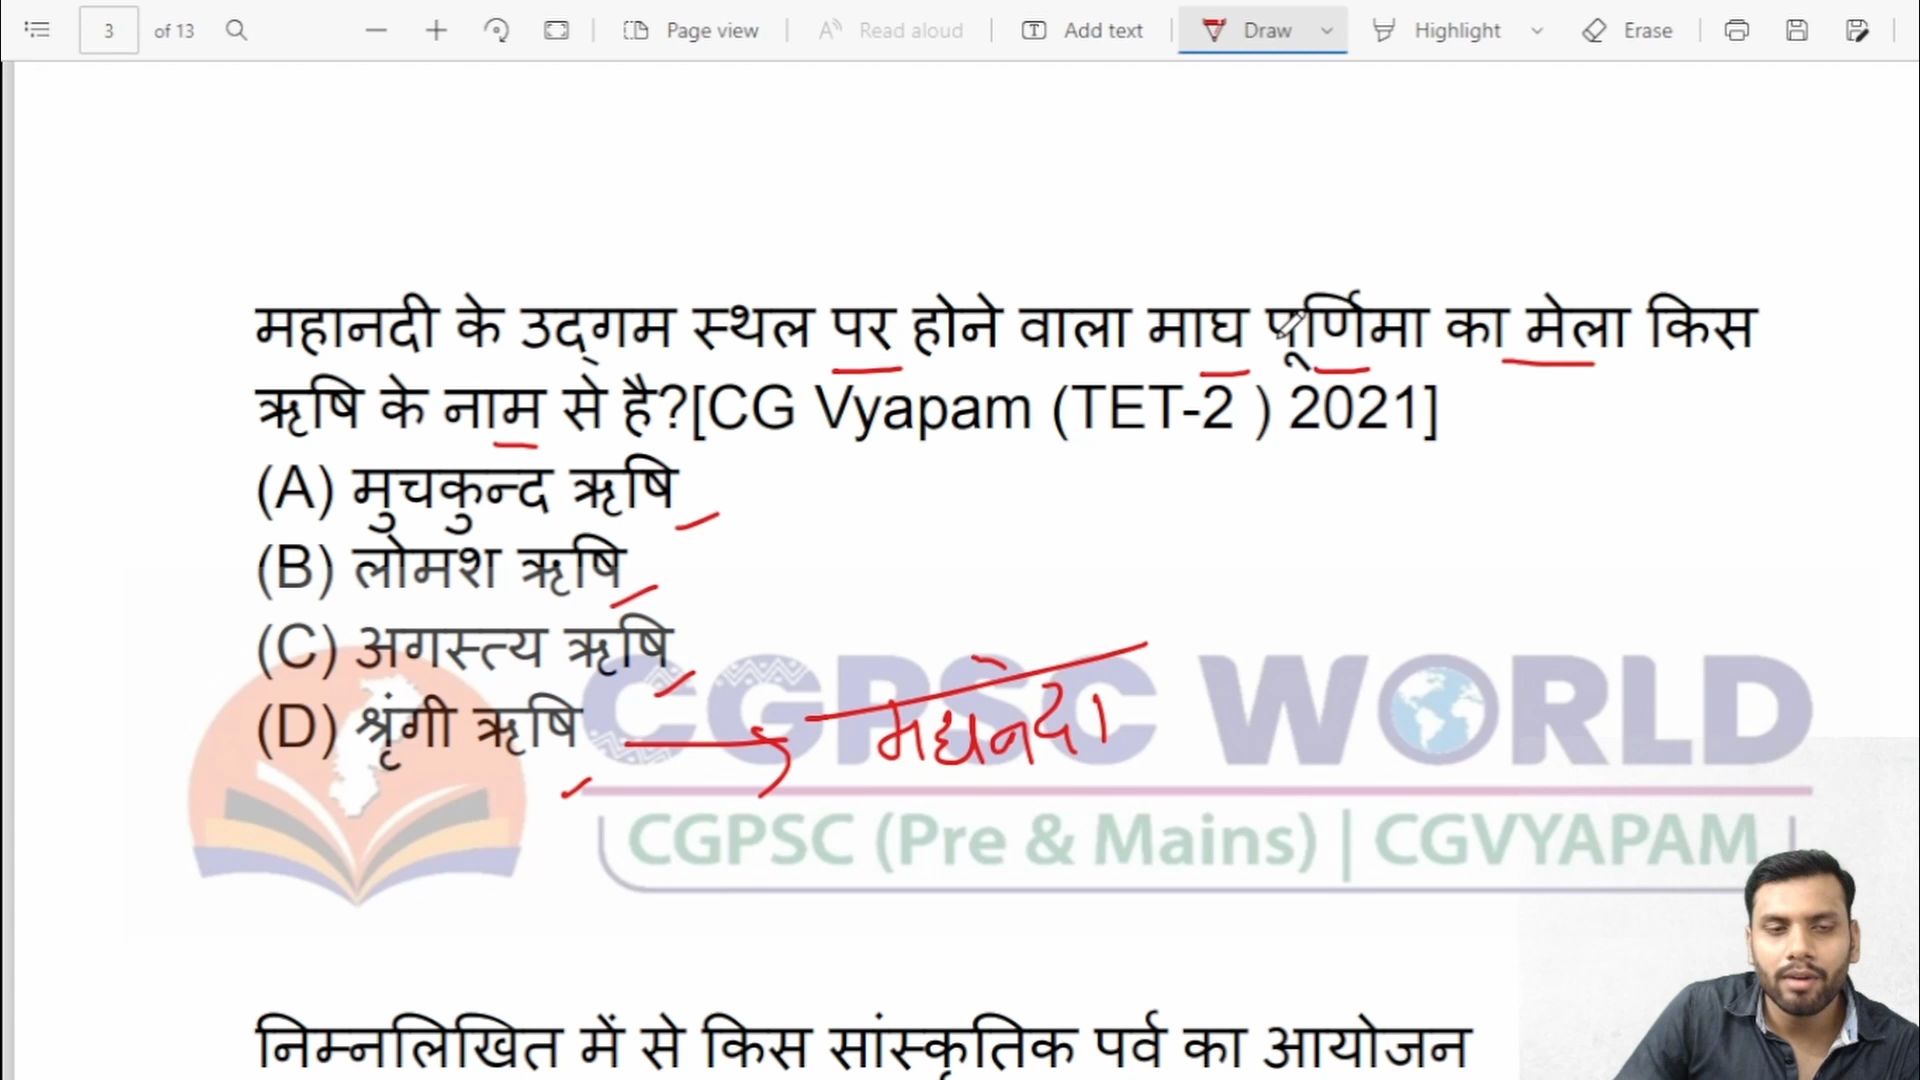 3 of 13 Page view Read aloud Add text Draw Highlight Erase
महानदी के उद्गम स्थल पर होने वाला माघ पूर्णिमा का मेला किस
ऋषि के नाम से है?[CG Vyapam (TET-2 ) 2021]
(A) मुचकुन्द ऋषि
(B) लोमश ऋषि
(C) अगस्त्य ऋषि
(D) श्रृंगी ऋषि
महानदी
CGPSC WORLD
CGPSC (Pre & Mains) | CGVYAPAM
निम्नलिखित में से किस सांस्कृतिक पर्व का आयोजन